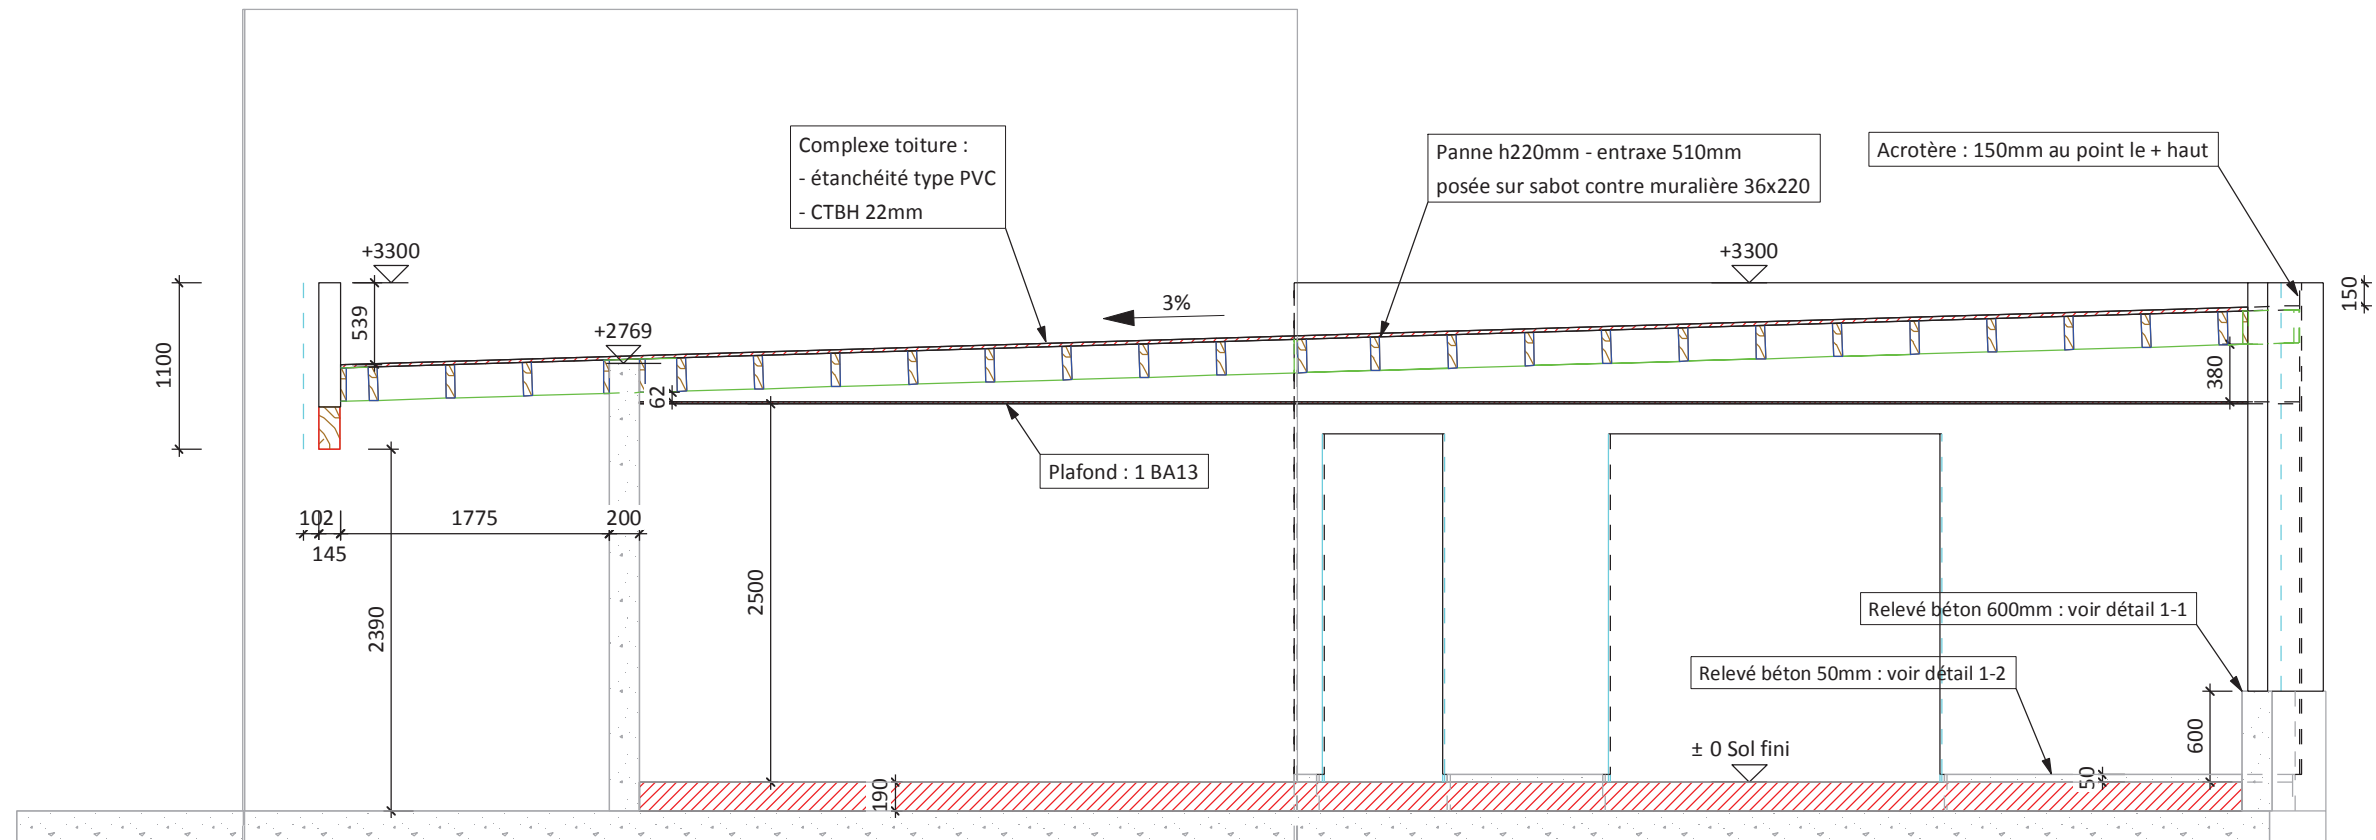 Complexe toiture :
- étanchéité type PVC
- CTBH 22mm
Panne h220mm - entraxe 510mm
posée sur sabot contre muralière 36x220
Acrotère : 150mm au point le + haut
+3300
+3300
539
1100
+2769
3%
150
380
62
Plafond : 1 BA13
102
1775
200
145
2500
2390
Relevé béton 600mm : voir détail 1-1
Relevé béton 50mm : voir détail 1-2
± 0 Sol fini
600
50
190